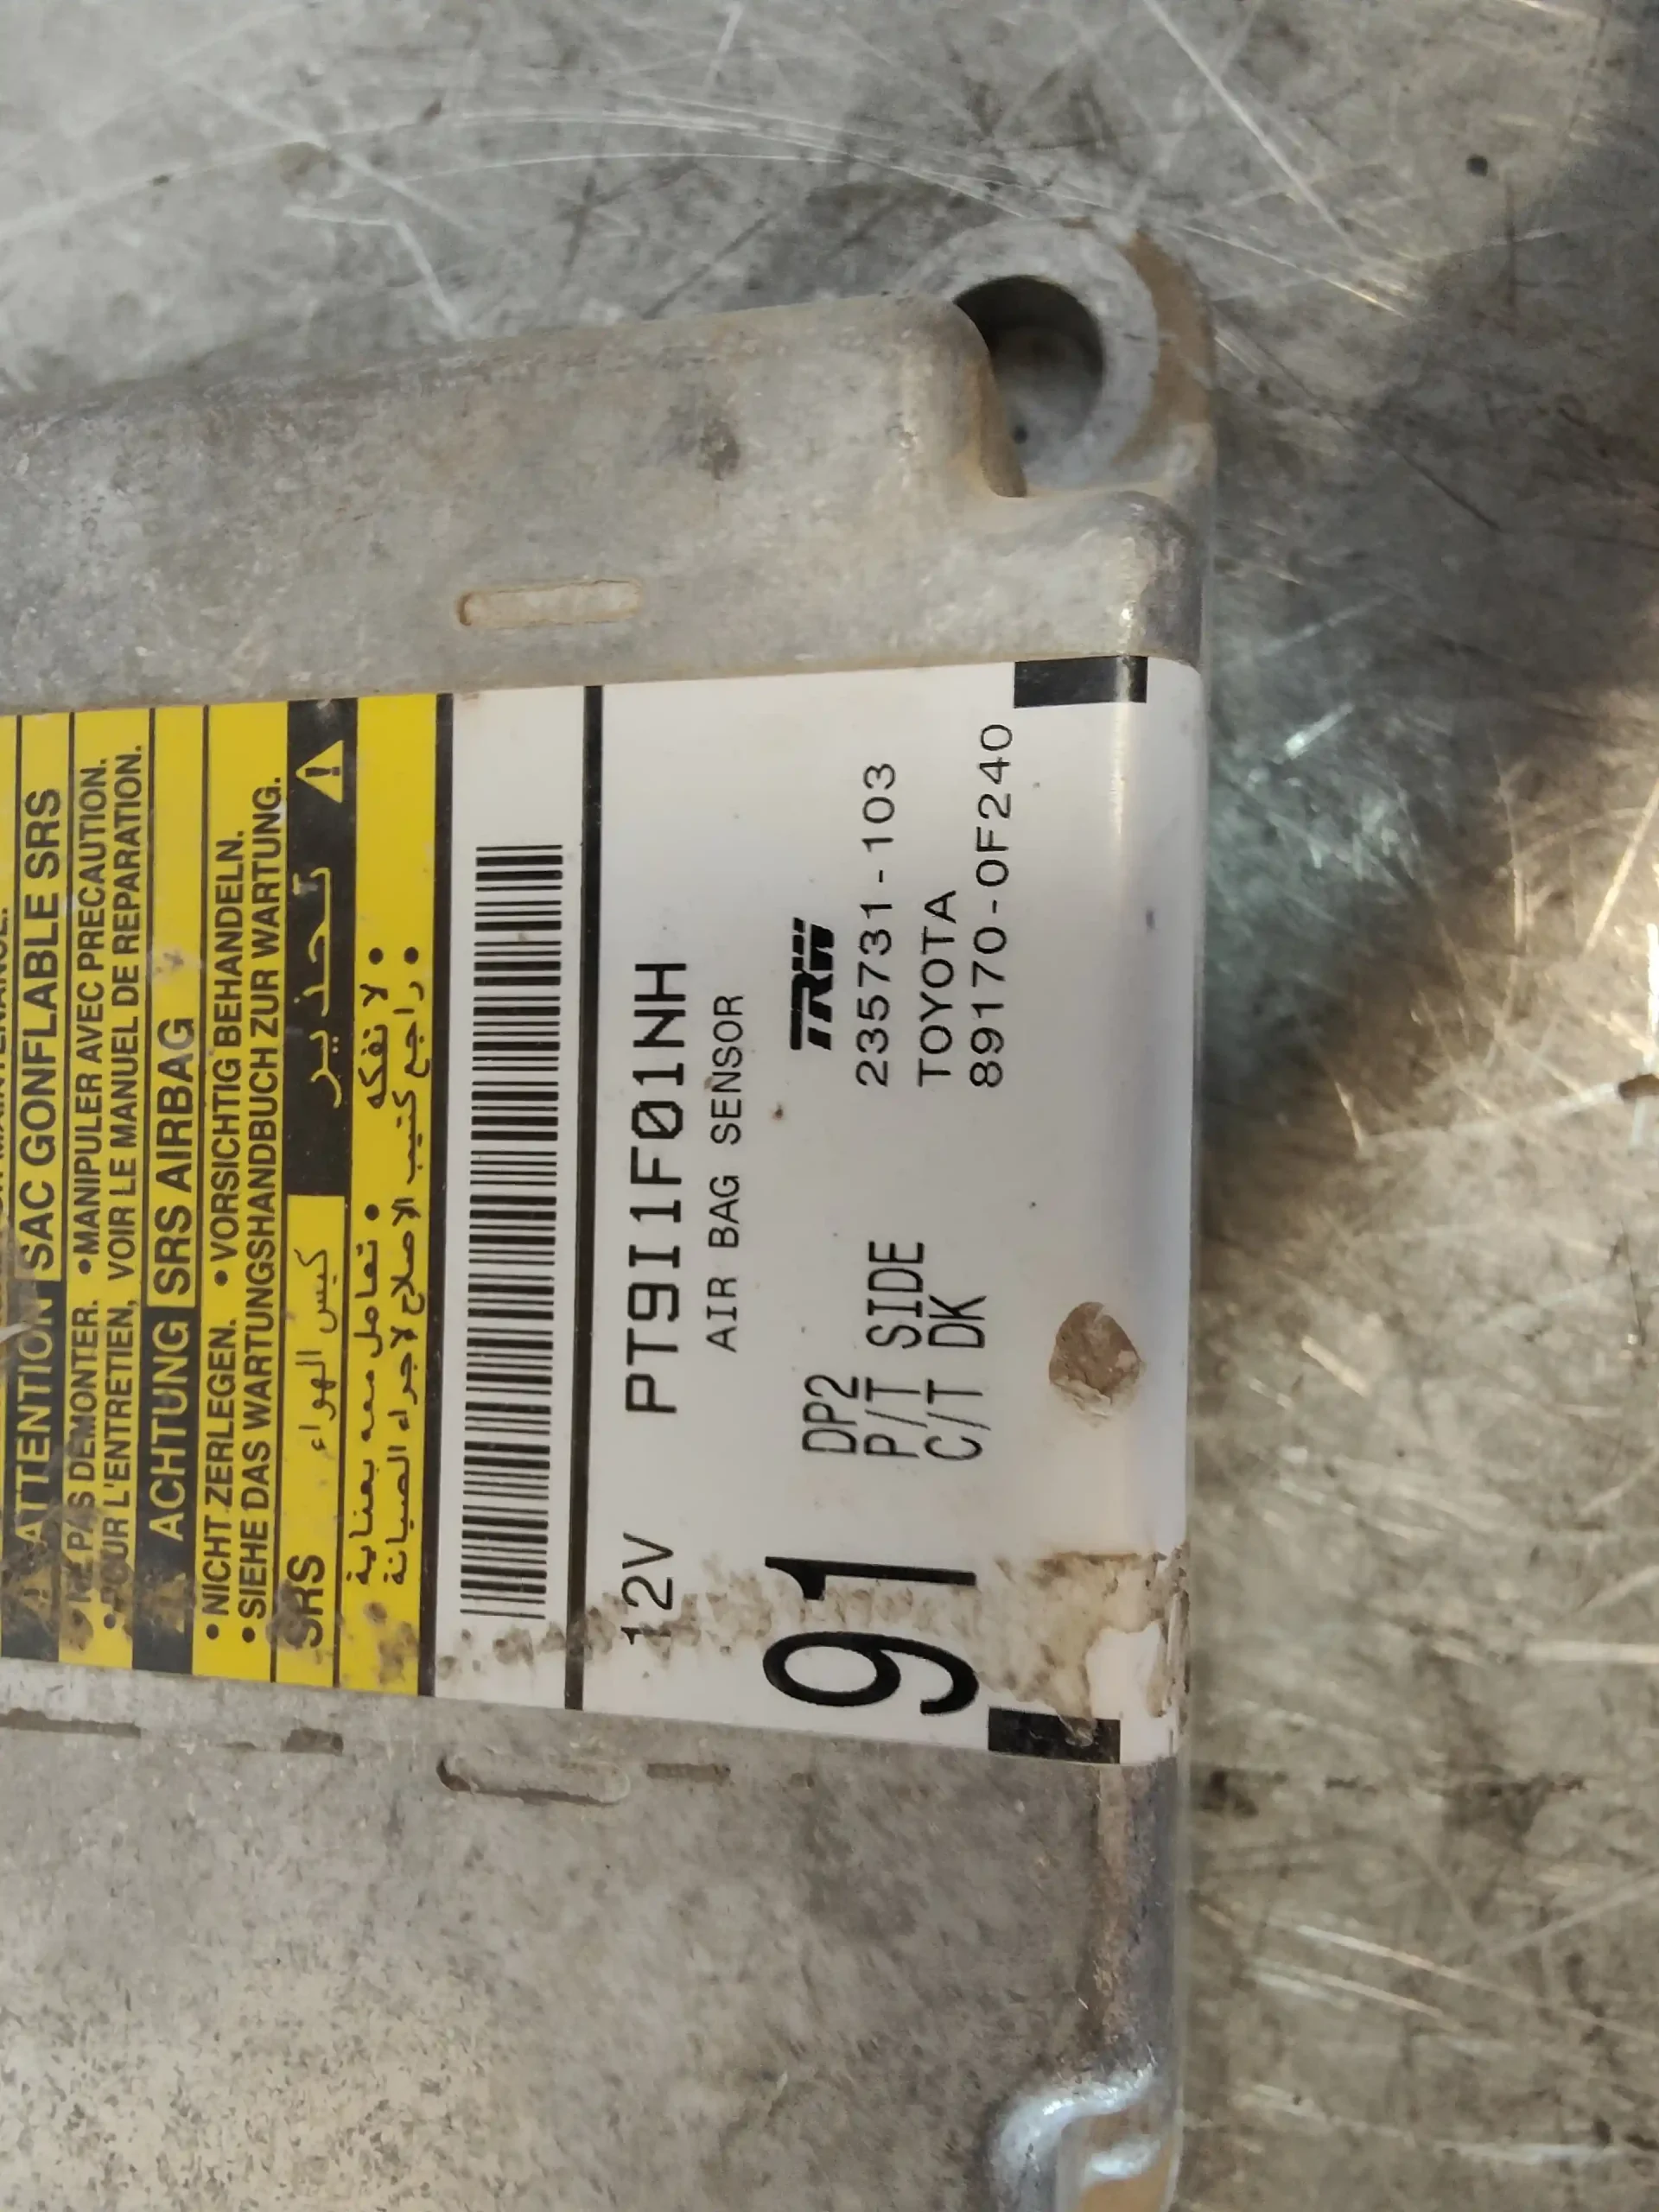 ATTENTION SAC GONFLABLE SRS
• NE PAS DEMONTER. • MANIPULER AVEC PRECAUTION.
• POUR L'ENTRETIEN, VOIR LE MANUEL DE REPARATION.
ACHTUNG SRS AIRBAG
• NICHT ZERLEGEN. • VORSICHTIG BEHANDELN.
• SIEHE DAS WARTUNGSHANDBUCH ZUR WARTUNG.
تحذير
SRS كيس الهواء
• لا تفكه • تعامل معه بعناية
• راجع كتيب الاصلاح لاجراء الصيانة
12V PT9I1F01NH
AIR BAG SENSOR
91
DP2
P/T SIDE
C/T DK
TRW
235731-103
TOYOTA
89170-0F240